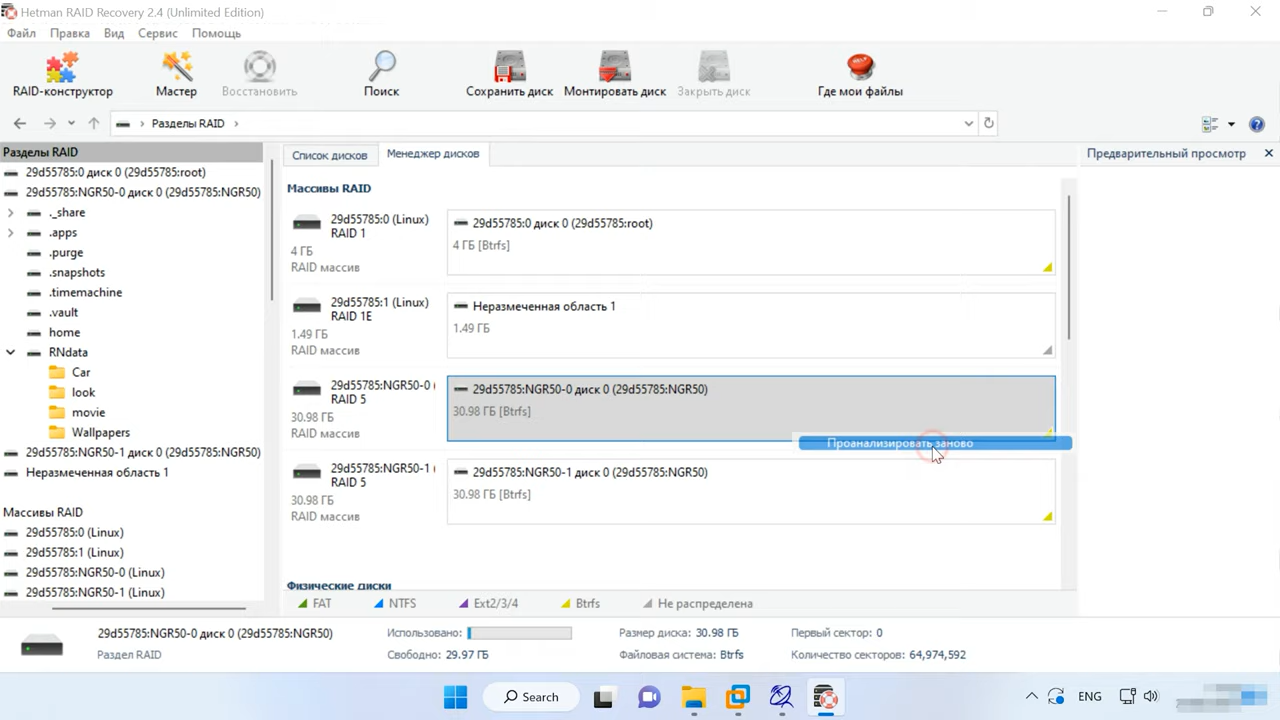 Hetman RAID Recovery 2.4 (Unlimited Edition)
Файл Правка Вид Сервис Помощь
RAID-конструктор Мастер Восстановить Поиск Сохранить диск Монтировать диск Закрыть диск Где мои файлы
Разделы RAID
Разделы RAID
29d55785:0 диск 0 (29d55785:root)
29d55785:NGR50-0 диск 0 (29d55785:NGR50)
._share
.apps
.purge
.snapshots
.timemachine
.vault
home
RNdata
Car
look
movie
Wallpapers
29d55785:NGR50-1 диск 0 (29d55785:NGR50)
Неразмеченная область 1
Массивы RAID
29d55785:0 (Linux)
29d55785:1 (Linux)
29d55785:NGR50-0 (Linux)
29d55785:NGR50-1 (Linux)
Список дисков Менеджер дисков
Массивы RAID
29d55785:0 (Linux)
RAID 1
4 ГБ
RAID массив
29d55785:0 диск 0 (29d55785:root)
4 ГБ [Btrfs]
29d55785:1 (Linux)
RAID 1E
1.49 ГБ
RAID массив
Неразмеченная область 1
1.49 ГБ
29d55785:NGR50-0 (
RAID 5
30.98 ГБ
RAID массив
29d55785:NGR50-0 диск 0 (29d55785:NGR50)
30.98 ГБ [Btrfs]
Проанализировать заново
29d55785:NGR50-1 (
RAID 5
30.98 ГБ
RAID массив
29d55785:NGR50-1 диск 0 (29d55785:NGR50)
30.98 ГБ [Btrfs]
Физические диски
FAT NTFS Ext2/3/4 Btrfs Не распределена
Предварительный просмотр
29d55785:NGR50-0 диск 0 (29d55785:NGR50)
Раздел RAID
Использовано:
Свободно: 29.97 ГБ
Размер диска: 30.98 ГБ
Файловая система: Btrfs
Первый сектор: 0
Количество секторов: 64,974,592
Search
ENG